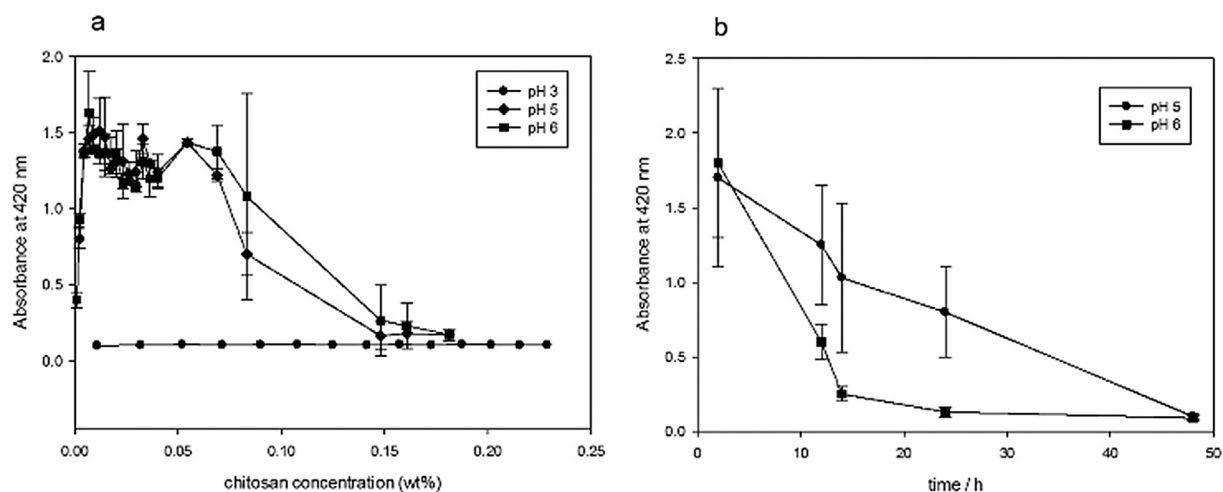 a
2.0
1.5
1.0
0.5
0.0
Absorbance at 420 nm
pH 3
pH 5
pH 6
0.00 0.05 0.10 0.15 0.20 0.25
chitosan concentration (wt%)
b
2.5
2.0
1.5
1.0
0.5
0.0
Absorbance at 420 nm
pH 5
pH 6
0 10 20 30 40 50
time / h